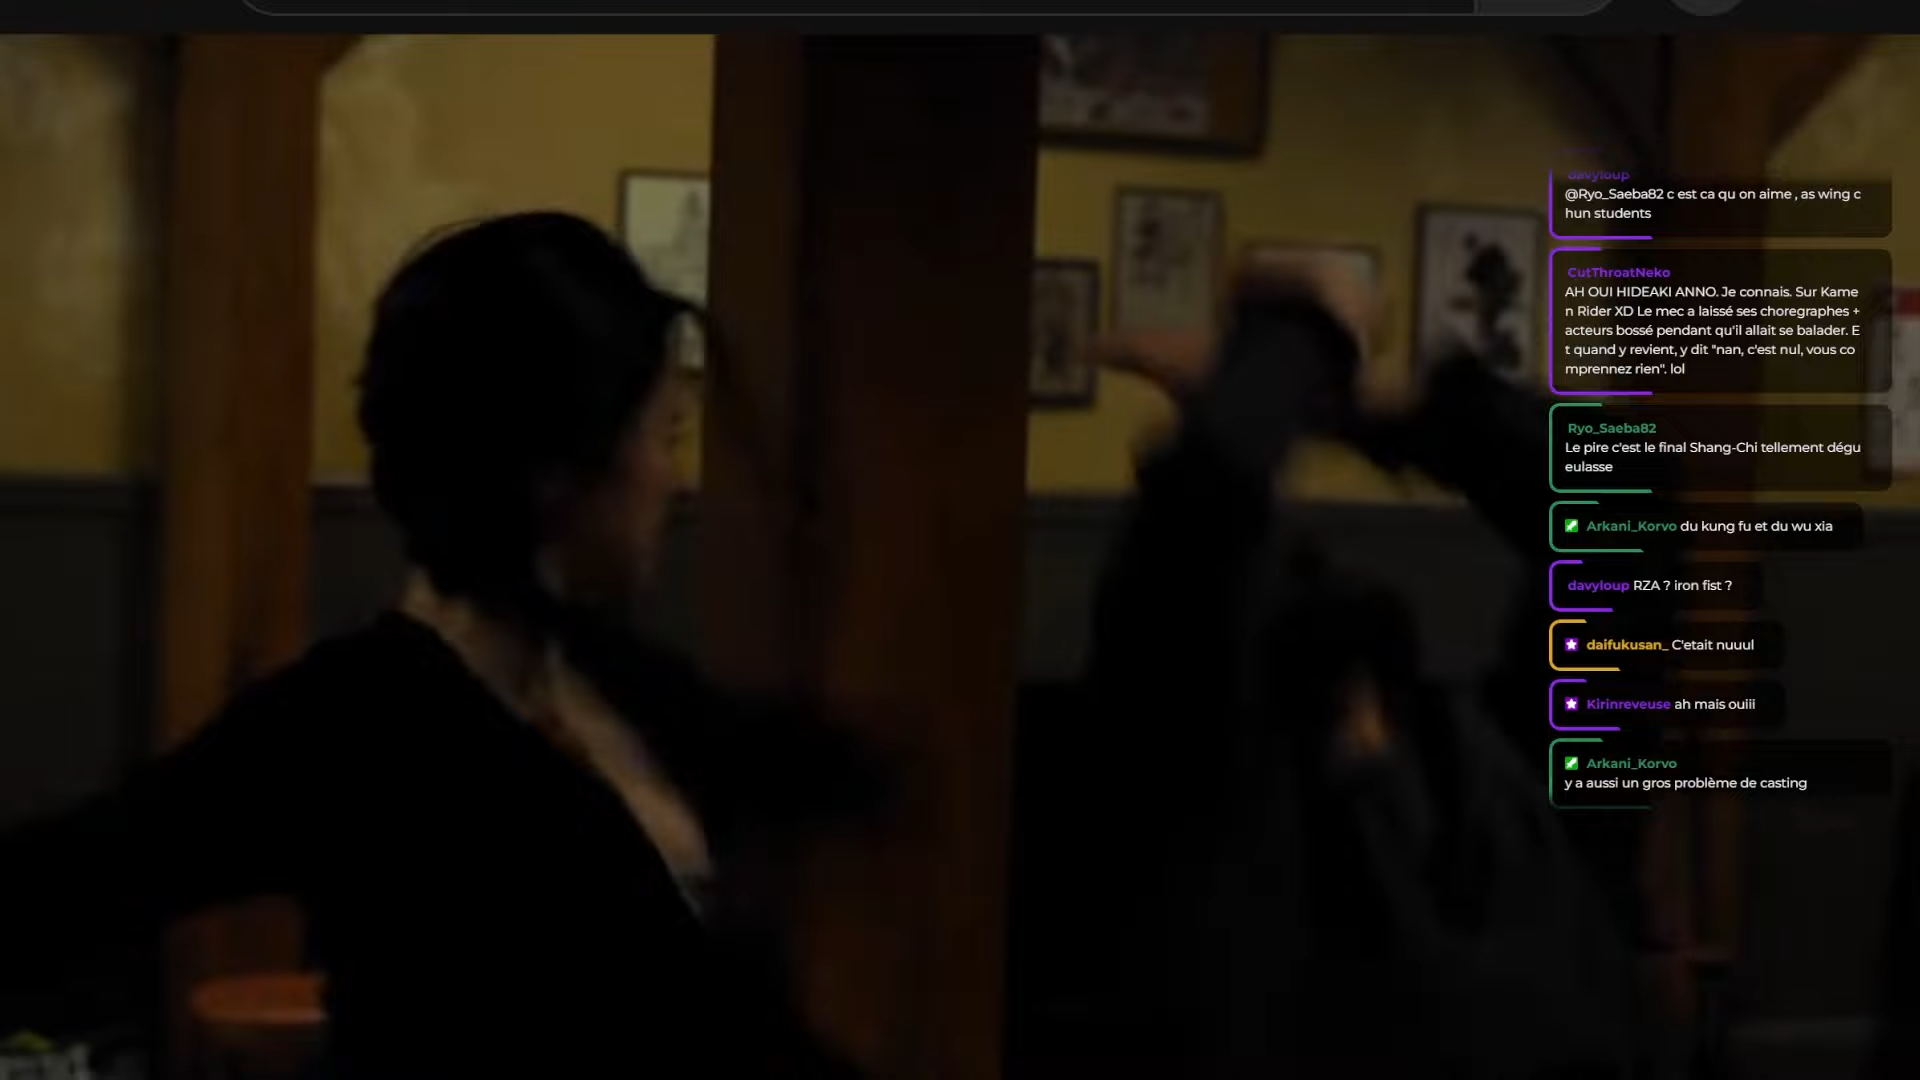 davyloup
@Ryo_Saeba82 c est ca qu on aime , as wing c
hun students
CutThroatNeko
AH OUI HIDEAKI ANNO. Je connais. Sur Kame
n Rider XD Le mec a laissé ses choregraphes +
acteurs bossé pendant qu'il allait se balader. E
t quand y revient, y dit "nan, c'est nul, vous co
mprennez rien". lol
Ryo_Saeba82
Le pire c'est le final Shang-Chi tellement dégu
eulasse
Arkani_Korvo du kung fu et du wu xia
davyloup RZA ? iron fist ?
daifukusan_ C'etait nuuul
Kirinreveuse ah mais ouiii
Arkani_Korvo
y a aussi un gros problème de casting